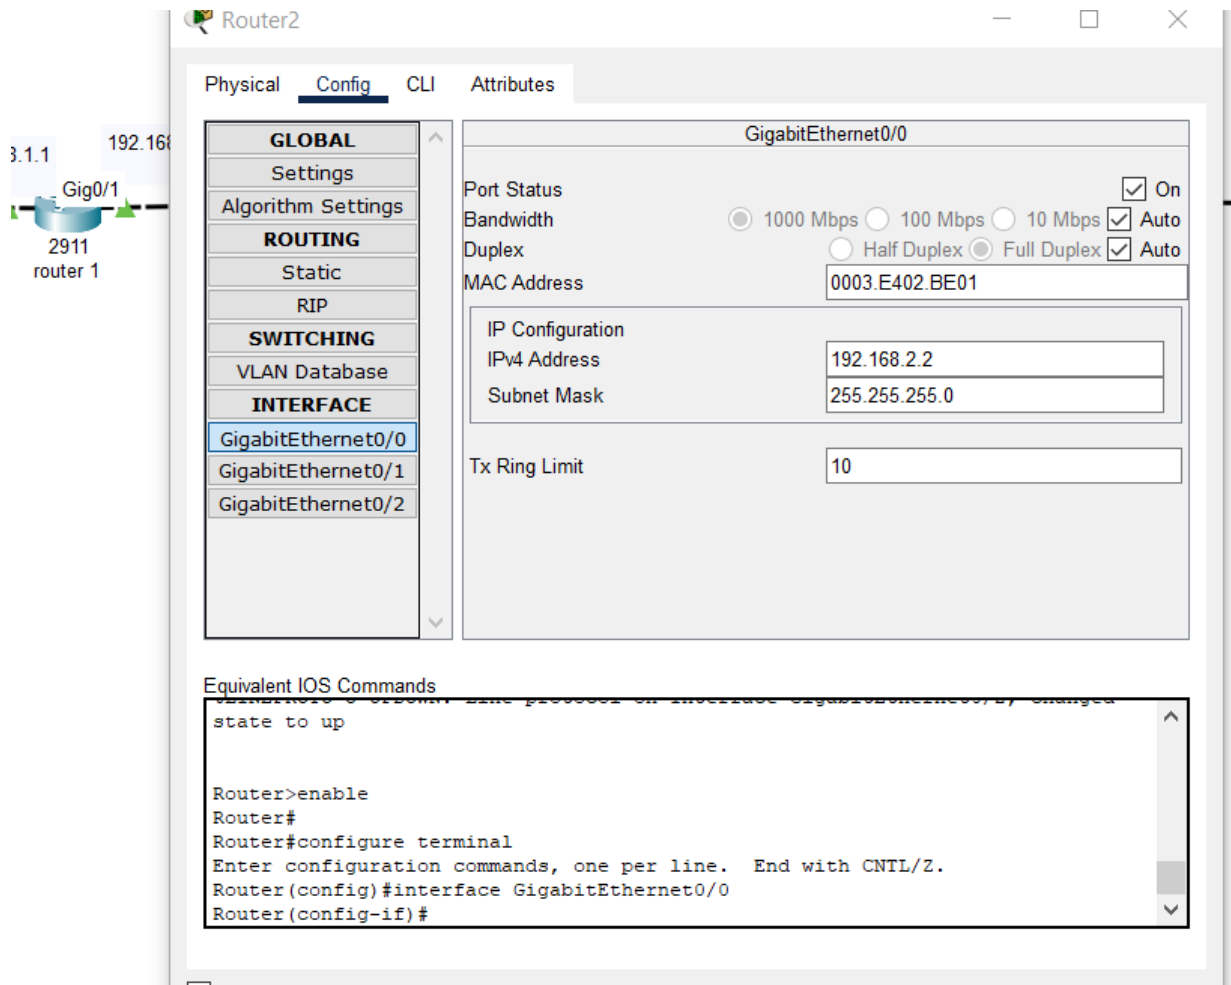 Router2
Physical Config CLI Attributes
3.1.1
192.168
Gig0/1
2911
router 1
GLOBAL
Settings
Algorithm Settings
ROUTING
Static
RIP
SWITCHING
VLAN Database
INTERFACE
GigabitEthernet0/0
GigabitEthernet0/1
GigabitEthernet0/2
GigabitEthernet0/0
Port Status On
Bandwidth 1000 Mbps 100 Mbps 10 Mbps Auto
Duplex Half Duplex Full Duplex Auto
MAC Address 0003.E402.BE01
IP Configuration
IPv4 Address 192.168.2.2
Subnet Mask 255.255.255.0
Tx Ring Limit 10
Equivalent IOS Commands
state to up
Router>enable
Router#
Router#configure terminal
Enter configuration commands, one per line. End with CNTL/Z.
Router(config)#interface GigabitEthernet0/0
Router(config-if)#